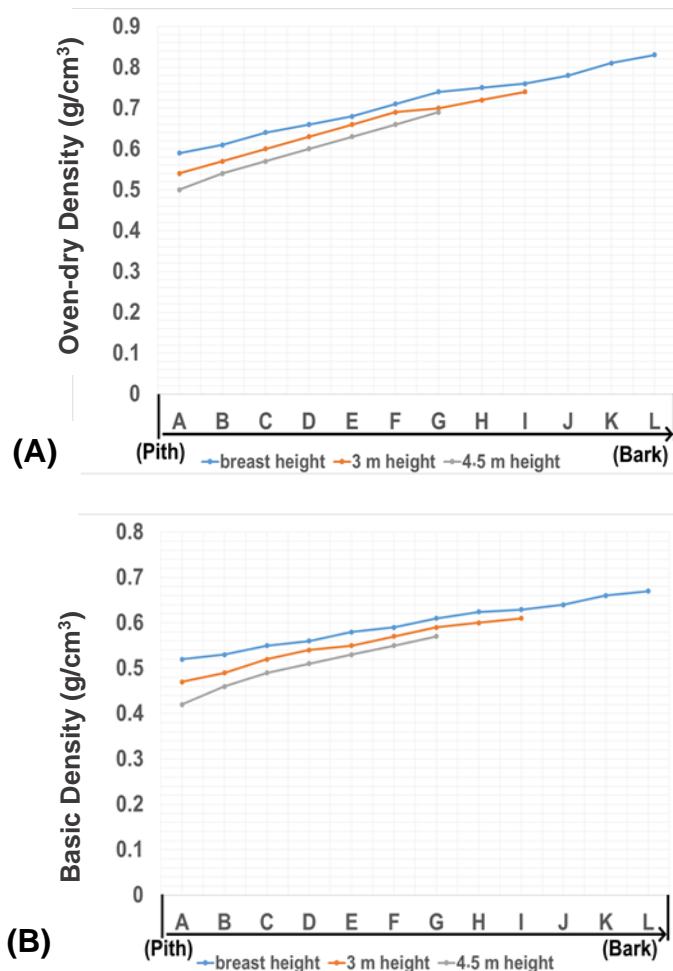 0.9
0.8
0.7
0.6
0.5
0.4
0.3
0.2
0.1
0
Oven-dry Density (g/cm³)
A B C D E F G H I J K L
(A)
(Pith) (Bark)
breast height 3 m height 4.5 m height
0.8
0.7
0.6
0.5
0.4
0.3
0.2
0.1
0
Basic Density (g/cm³)
A B C D E F G H I J K L
(B)
(Pith) (Bark)
breast height 3 m height 4.5 m height